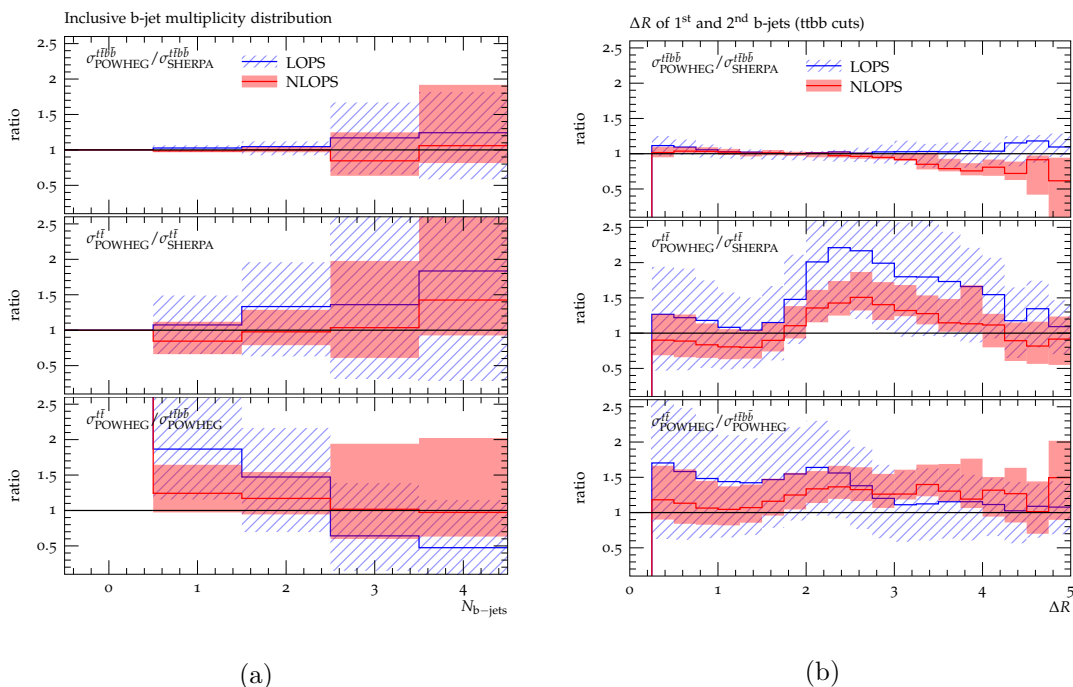 Inclusive b-jet multiplicity distribution
σ^{tt̄bb̄}_{POWHEG}/σ^{tt̄bb̄}_{SHERPA}
LOPS
NLOPS
ratio
2.5
2
1.5
1
0.5
σ^{tt̄}_{POWHEG}/σ^{tt̄}_{SHERPA}
ratio
2.5
2
1.5
1
0.5
σ^{tt̄}_{POWHEG}/σ^{tt̄bb̄}_{POWHEG}
ratio
2.5
2
1.5
1
0.5
0 1 2 3 4
N_{b−jets}
(a)
ΔR of 1st and 2nd b-jets (ttbb cuts)
σ^{tt̄bb̄}_{POWHEG}/σ^{tt̄bb̄}_{SHERPA}
LOPS
NLOPS
ratio
2.5
2
1.5
1
0.5
σ^{tt̄}_{POWHEG}/σ^{tt̄}_{SHERPA}
ratio
2.5
2
1.5
1
0.5
σ^{tt̄}_{POWHEG}/σ^{tt̄bb̄}_{POWHEG}
ratio
2.5
2
1.5
1
0.5
0 1 2 3 4 5
ΔR
(b)